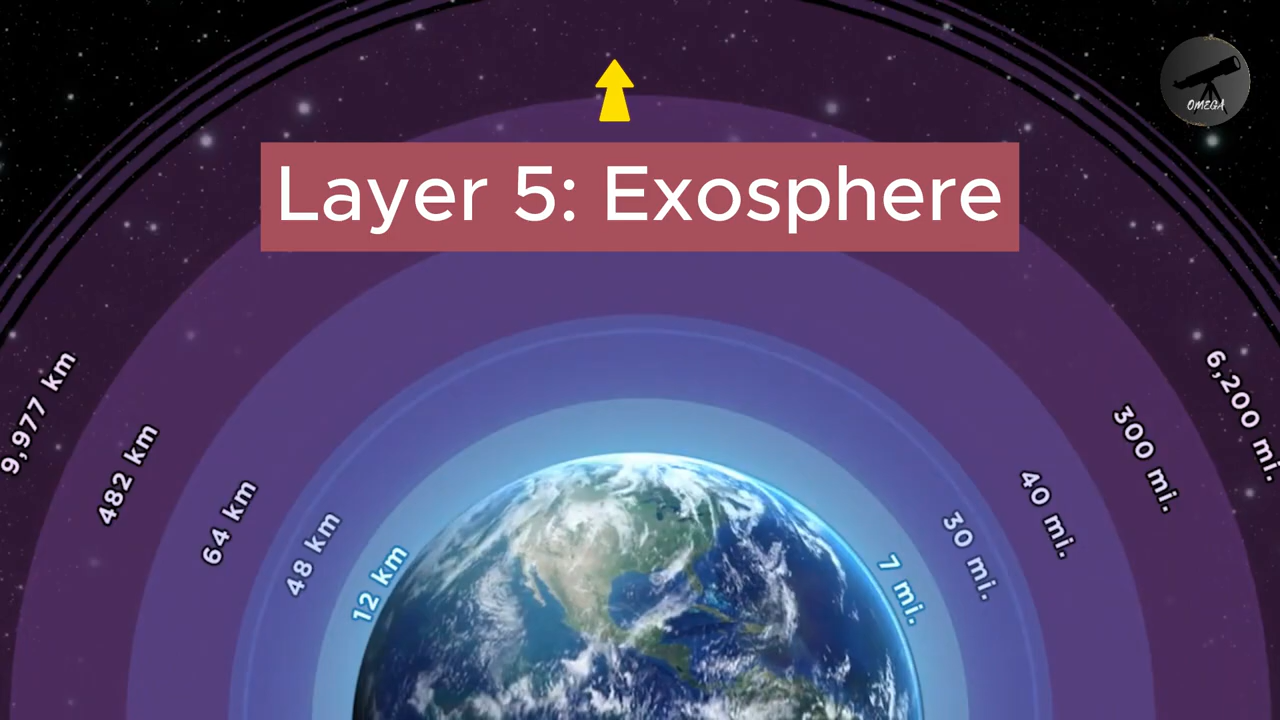 OMEGA
Layer 5: Exosphere
9,977 km
482 km
64 km
48 km
12 km
7 mi.
30 mi.
40 mi.
300 mi.
6,200 mi.